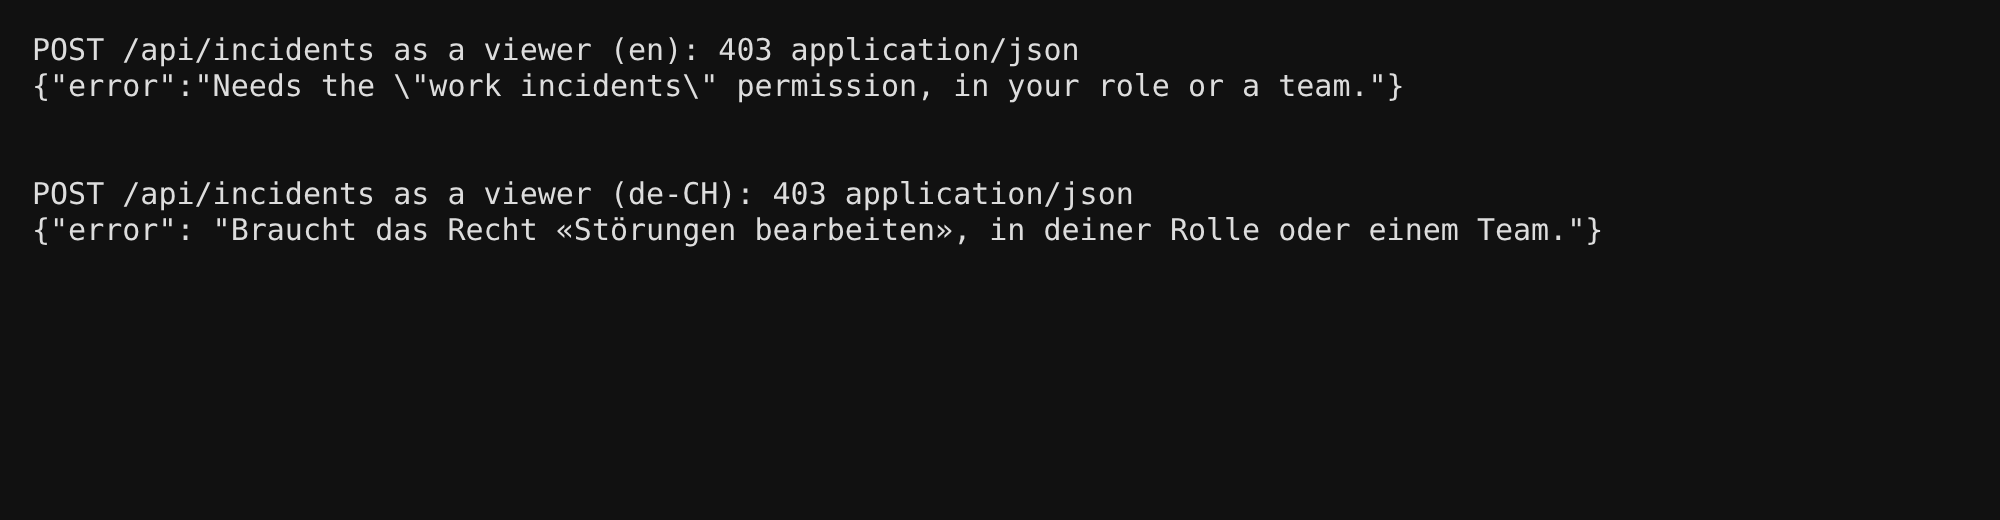 POST /api/incidents as a viewer (en): 403 application/json
{"error":"Needs the \"work incidents\" permission, in your role or a team."}
POST /api/incidents as a viewer (de-CH): 403 application/json
{"error": "Braucht das Recht «Störungen bearbeiten», in deiner Rolle oder einem Team."}